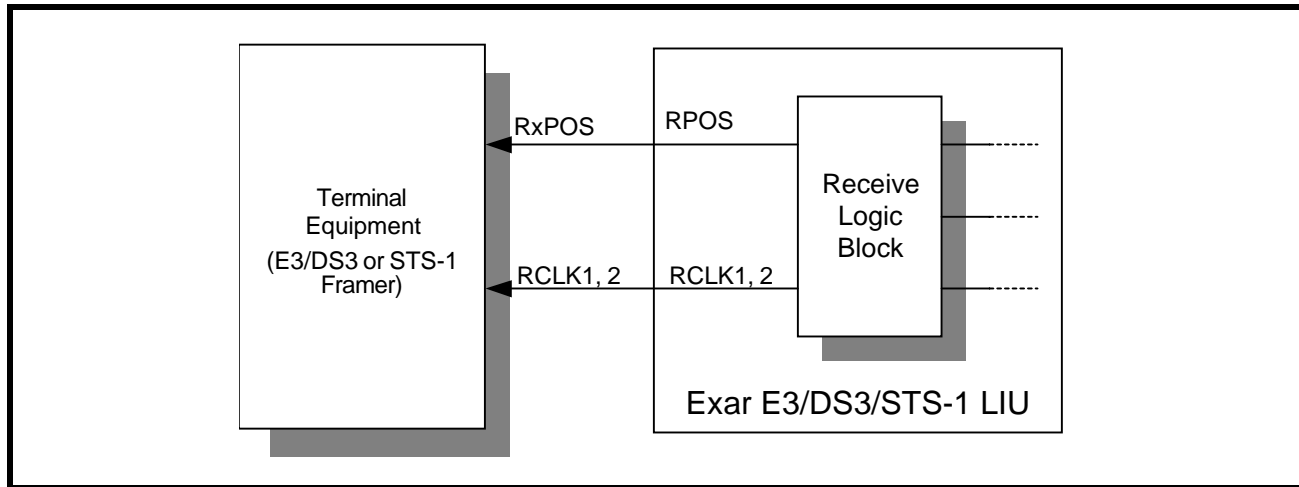 Terminal
Equipment
(E3/DS3 or STS-1
Framer)
RxPOS
RPOS
RCLK1, 2
RCLK1, 2
Receive
Logic
Block
Exar E3/DS3/STS-1 LIU